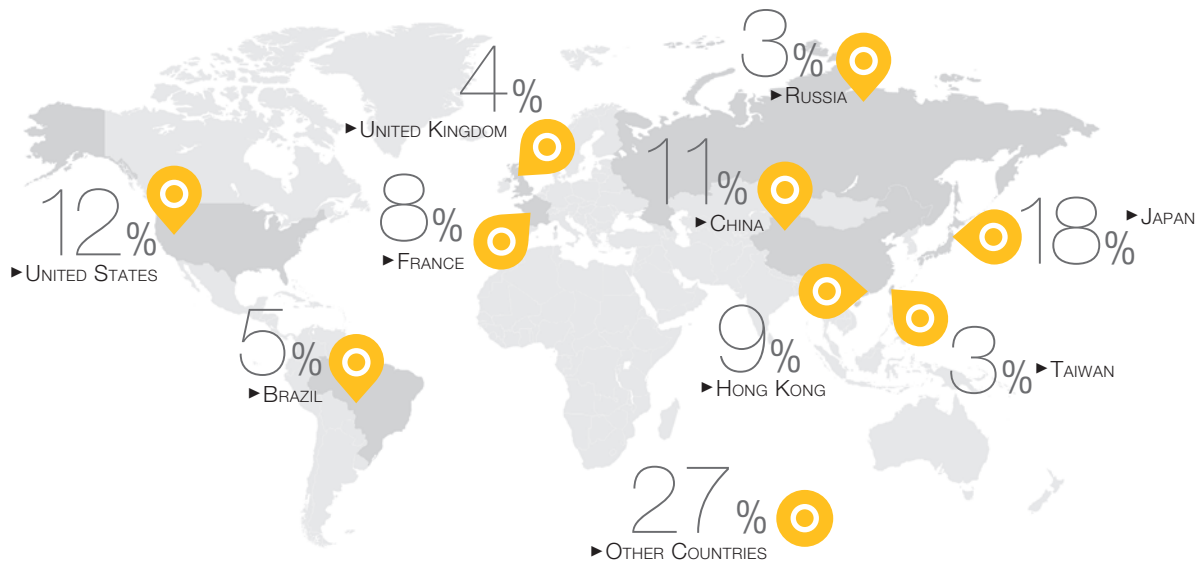 3%
►RUSSIA
4%
►UNITED KINGDOM
11%
►CHINA
12%
►UNITED STATES
8%
►FRANCE
18%
►JAPAN
5%
►BRAZIL
9%
►HONG KONG
3%
►TAIWAN
27%
►OTHER COUNTRIES